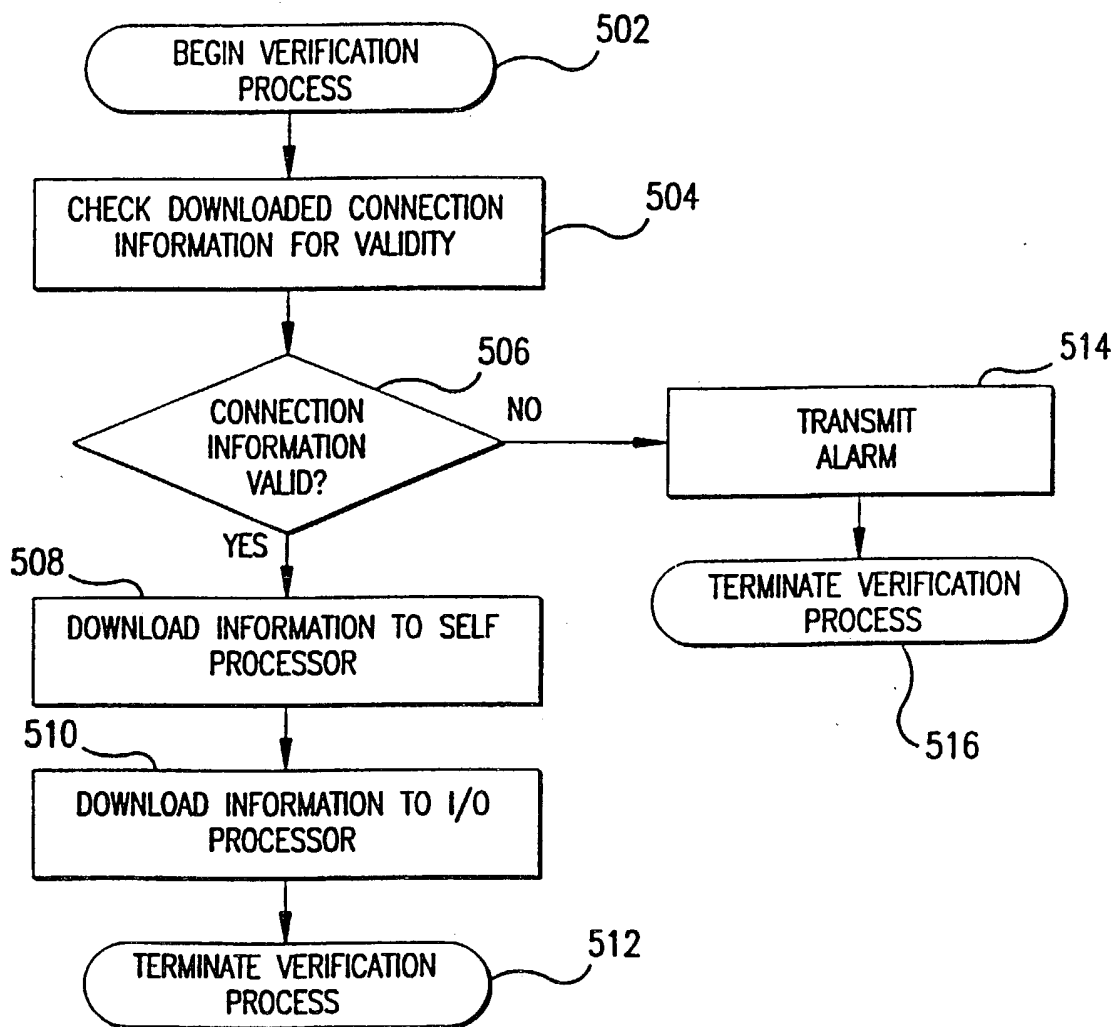 BEGIN VERIFICATION
PROCESS
502
CHECK DOWNLOADED CONNECTION
INFORMATION FOR VALIDITY
504
CONNECTION
INFORMATION
VALID?
506
NO
YES
514
TRANSMIT
ALARM
TERMINATE VERIFICATION
PROCESS
516
508
DOWNLOAD INFORMATION TO SELF
PROCESSOR
510
DOWNLOAD INFORMATION TO I/O
PROCESSOR
TERMINATE VERIFICATION
PROCESS
512